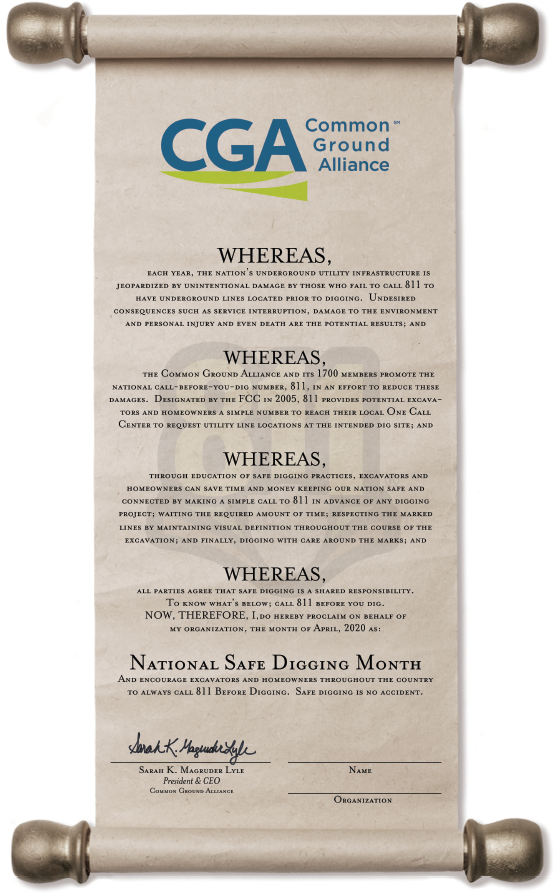 CGA Common℠
Ground
Alliance
WHEREAS,
EACH YEAR, THE NATION'S UNDERGROUND UTILITY INFRASTRUCTURE IS
JEOPARDIZED BY UNINTENTIONAL DAMAGE BY THOSE WHO FAIL TO CALL 811 TO
HAVE UNDERGROUND LINES LOCATED PRIOR TO DIGGING. UNDESIRED
CONSEQUENCES SUCH AS SERVICE INTERRUPTION, DAMAGE TO THE ENVIRONMENT
AND PERSONAL INJURY AND EVEN DEATH ARE THE POTENTIAL RESULTS; AND
WHEREAS,
THE COMMON GROUND ALLIANCE AND ITS 1700 MEMBERS PROMOTE THE
NATIONAL CALL-BEFORE-YOU-DIG NUMBER, 811, IN AN EFFORT TO REDUCE THESE
DAMAGES. DESIGNATED BY THE FCC IN 2005, 811 PROVIDES POTENTIAL EXCAVA-
TORS AND HOMEOWNERS A SIMPLE NUMBER TO REACH THEIR LOCAL ONE CALL
CENTER TO REQUEST UTILITY LINE LOCATIONS AT THE INTENDED DIG SITE; AND
WHEREAS,
THROUGH EDUCATION OF SAFE DIGGING PRACTICES, EXCAVATORS AND
HOMEOWNERS CAN SAVE TIME AND MONEY KEEPING OUR NATION SAFE AND
CONNECTED BY MAKING A SIMPLE CALL TO 811 IN ADVANCE OF ANY DIGGING
PROJECT; WAITING THE REQUIRED AMOUNT OF TIME; RESPECTING THE MARKED
LINES BY MAINTAINING VISUAL DEFINITION THROUGHOUT THE COURSE OF THE
EXCAVATION; AND FINALLY, DIGGING WITH CARE AROUND THE MARKS; AND
WHEREAS,
ALL PARTIES AGREE THAT SAFE DIGGING IS A SHARED RESPONSIBILITY.
TO KNOW WHAT'S BELOW; CALL 811 BEFORE YOU DIG.
NOW, THEREFORE, I, DO HEREBY PROCLAIM ON BEHALF OF
MY ORGANIZATION, THE MONTH OF APRIL, 2020 AS:
NATIONAL SAFE DIGGING MONTH
AND ENCOURAGE EXCAVATORS AND HOMEOWNERS THROUGHOUT THE COUNTRY
TO ALWAYS CALL 811 BEFORE DIGGING. SAFE DIGGING IS NO ACCIDENT.
Sarah K. Magruder Lyle
SARAH K. MAGRUDER LYLE
President & CEO
COMMON GROUND ALLIANCE
NAME
ORGANIZATION
811